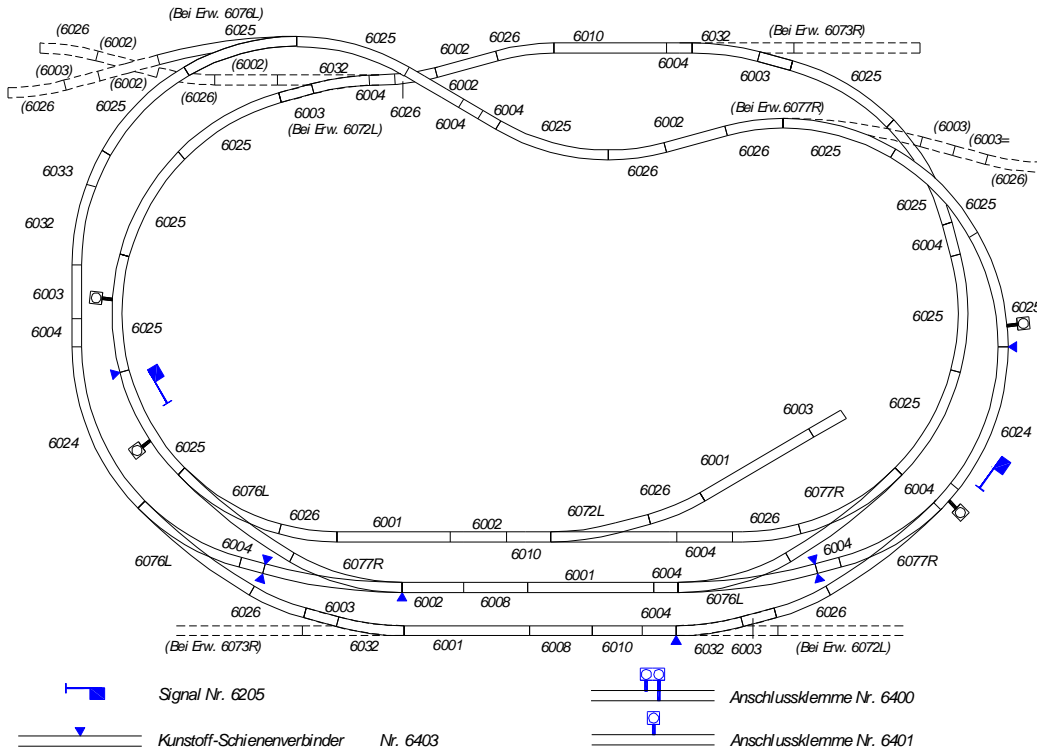 (Bei Erw. 6076L)
(6026 6025 6025 6002 6026 6010 6032 (Bei Erw. 6073R)
(6002)
(6003) (6002) (6002) 6032 6004 6003 6025
(6026 6025 (6026) 6003 6004 6026 6002 6004 6004 (Bei Erw. 6077R)
(Bei Erw. 6072L)
6025 6025 6002 6025 (6003) (6003=
6033 6026 6026 (6026)
6032 6025 6025 6025
6004
6003 6025
6004 6025 6025
6003
6024 6025 6025 6024
6001
6076L 6026 6077R 6004
6026 6001 6002 6072L 6026
6004 6010 6004 6004
6076L 6077R 6001 6004 6077R
6002 6008 6076L
6026 6003 6004 6026
(Bei Erw. 6073R) 6032 6001 6008 6010 6032 6003 (Bei Erw. 6072L)
Signal Nr. 6205
Anschlussklemme Nr. 6400
Kunstoff-Schienenverbinder Nr. 6403
Anschlussklemme Nr. 6401